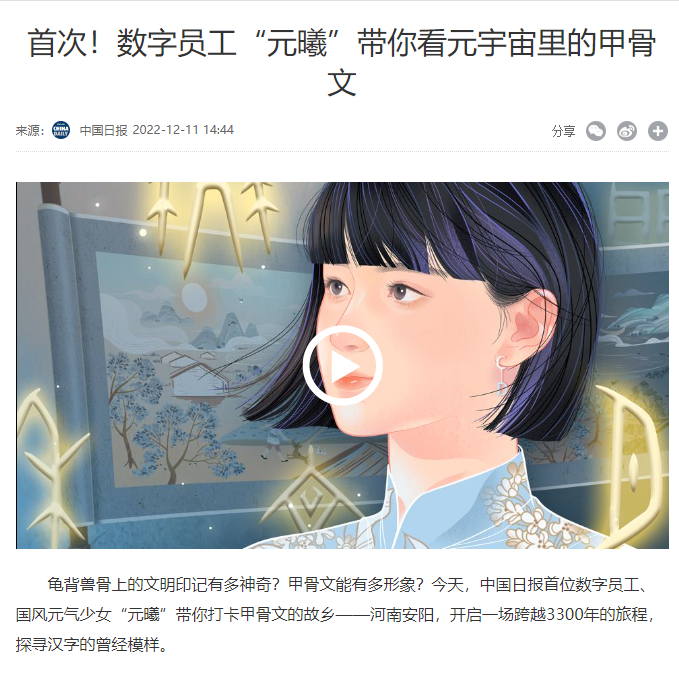 首次！数字员工“元曦”带你看元宇宙里的甲骨
文
来源： CHINA DAILY 中国日报 2022-12-11 14:44 分享
龟背兽骨上的文明印记有多神奇？甲骨文能有多形象？今天，中国日报首位数字员工、
国风元气少女“元曦”带你打卡甲骨文的故乡——河南安阳，开启一场跨越3300年的旅程，
探寻汉字的曾经模样。